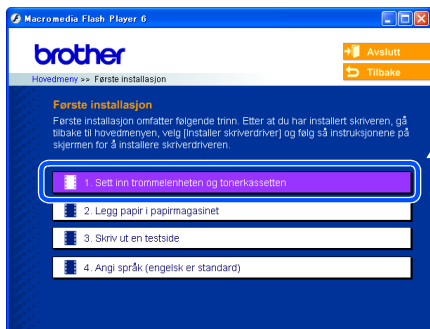 Macromedia Flash Player 6
brother
Avslutt
Hovedmeny >> Første installasjon
Tilbake
Første installasjon
Første installasjon omfatter følgende trinn. Etter at du har installert skriveren, gå
tilbake til hovedmenyen, velg [Installer skriverdriver] og følg så instruksjonene på
skjermen for å installere skriverdriveren.
1. Sett inn trommelenheten og tonerkassetten
2. Legg papir i papirmagasinet
3. Skriv ut en testside
4. Angi språk (engelsk er standard)